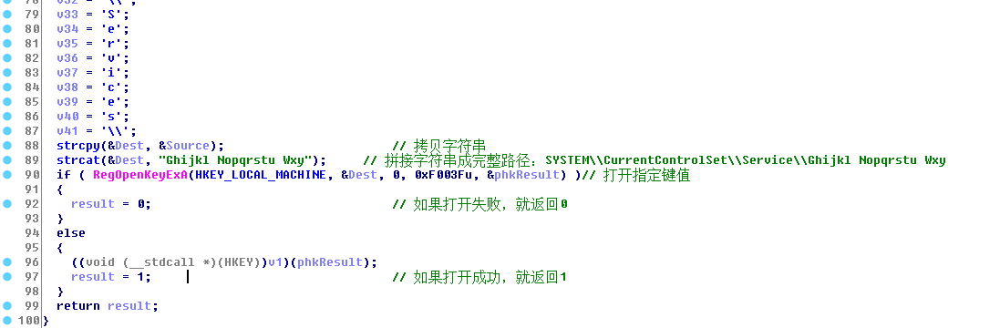 78 v32 = '\\';
79 v33 = 'S';
80 v34 = 'e';
81 v35 = 'r';
82 v36 = 'v';
83 v37 = 'i';
84 v38 = 'c';
85 v39 = 'e';
86 v40 = 's';
87 v41 = '\\';
88 strcpy(&Dest, &Source); // 拷贝字符串
89 strcat(&Dest, "Ghijkl Nopqrstu Wxy"); // 拼接字符串成完整路径：SYSTEM\\CurrentControlSet\\Service\\Ghijkl Nopqrstu Wxy
90 if ( RegOpenKeyExA(HKEY_LOCAL_MACHINE, &Dest, 0, 0xF003Fu, &phkResult) )// 打开指定键值
91 {
92 result = 0; // 如果打开失败，就返回0
93 }
94 else
95 {
96 ((void (__stdcall *)(HKEY))v1)(phkResult);
97 result = 1; // 如果打开成功，就返回1
98 }
99 return result;
100 }